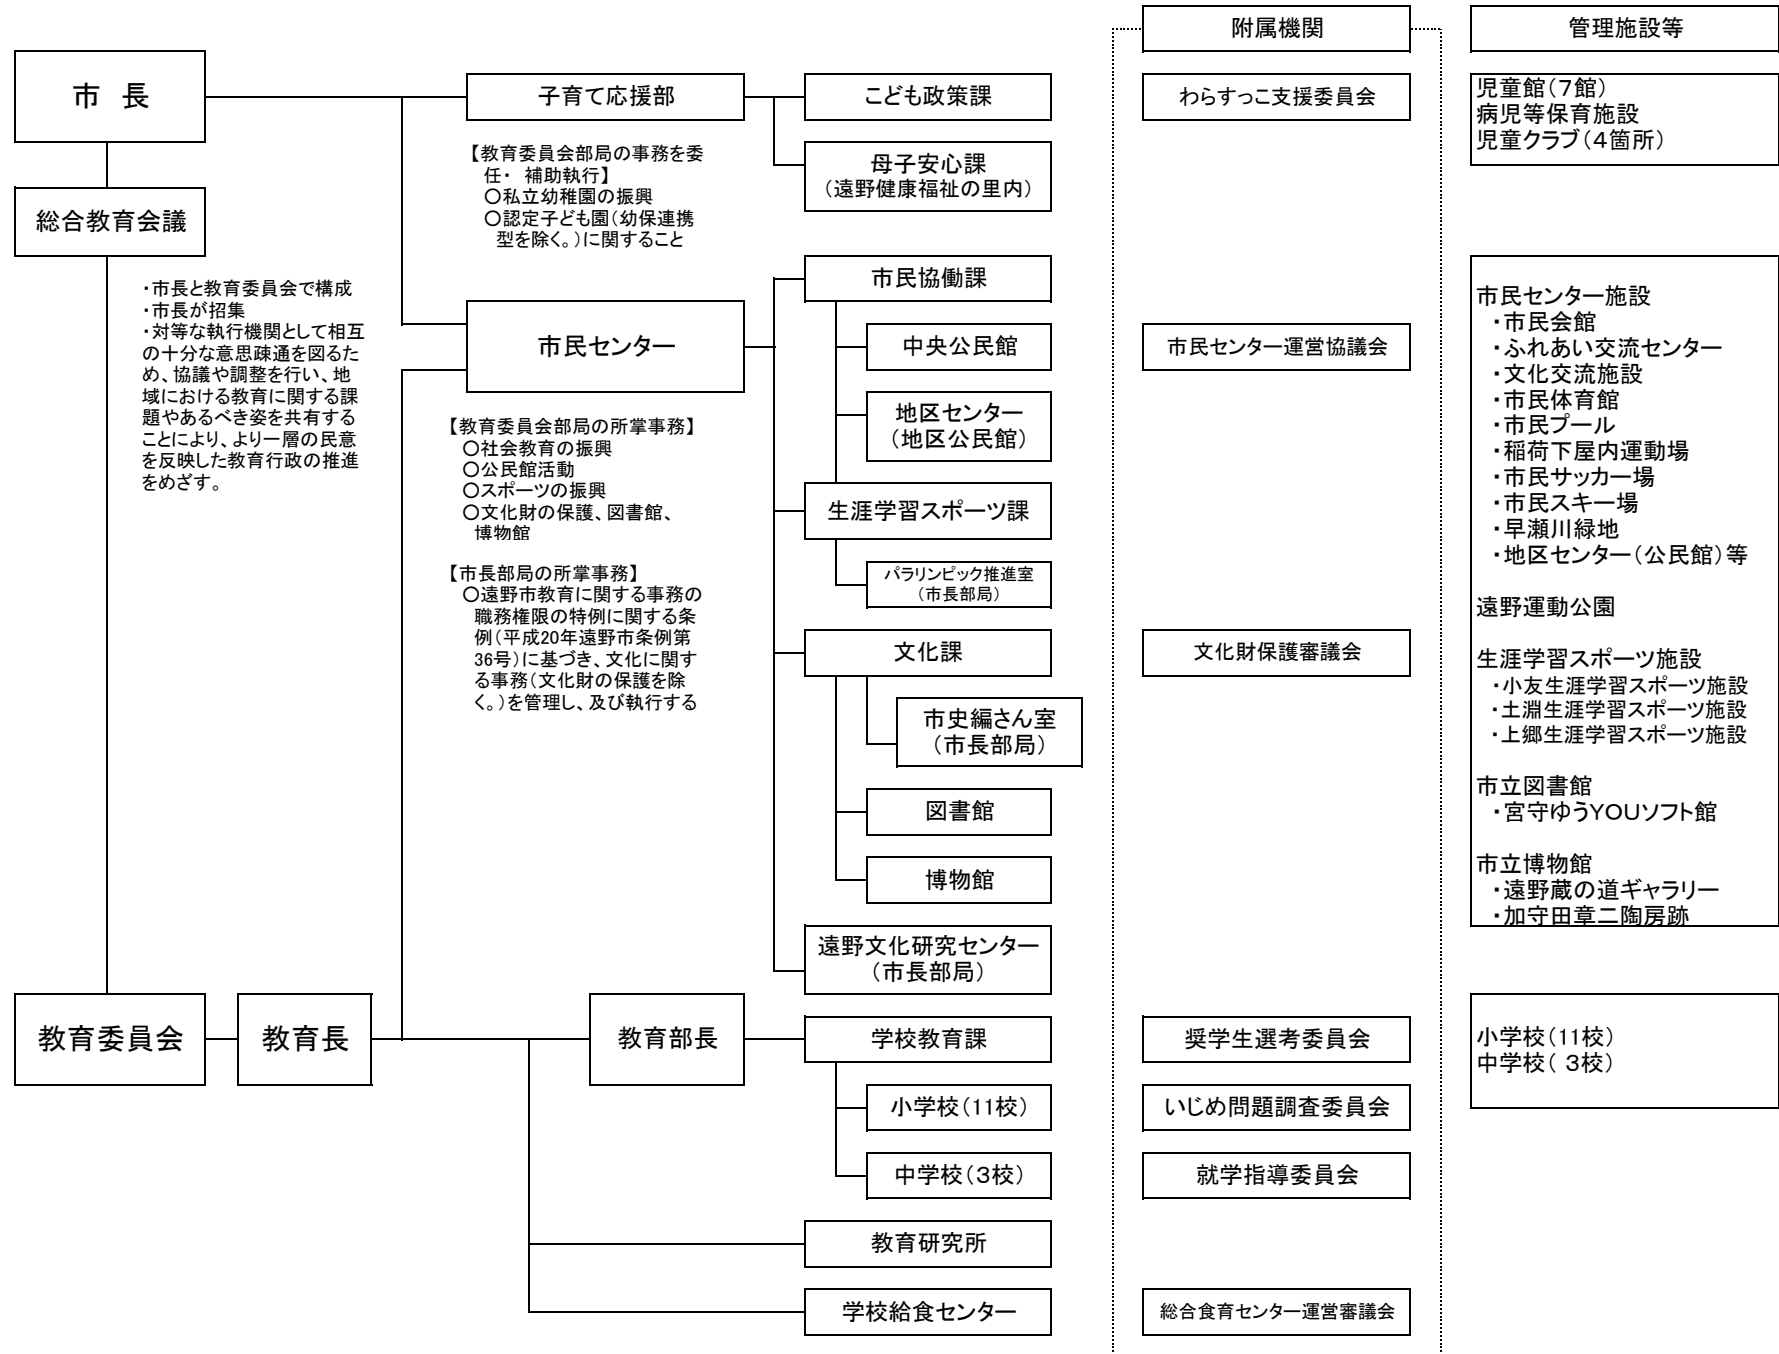 附属機関
管理施設等
市　長
子育て応援部
こども政策課
わらすっこ支援委員会
児童館（７館）
病児等保育施設
児童クラブ（４箇所）
【教育委員会部局の事務を委
任・　補助執行】
〇私立幼稚園の振興
〇認定子ども園（幼保連携
型を除く。）に関すること
母子安心課
（遠野健康福祉の里内）
総合教育会議
・市長と教育委員会で構成
・市長が招集
・対等な執行機関として相互
の十分な意思疎通を図るた
め、協議や調整を行い、地
域における教育に関する課
題やあるべき姿を共有する
ことにより、より一層の民意
を反映した教育行政の推進
をめざす。
市民センター
【教育委員会部局の所掌事務】
〇社会教育の振興
〇公民館活動
〇スポーツの振興
〇文化財の保護、図書館、
博物館
【市長部局の所掌事務】
〇遠野市教育に関する事務の
職務権限の特例に関する条
例（平成20年遠野市条例第
36号）に基づき、文化に関す
る事務（文化財の保護を除
く。）を管理し、及び執行する
市民協働課
中央公民館
地区センター
（地区公民館）
生涯学習スポーツ課
パラリンピック推進室
（市長部局）
文化課
市史編さん室
（市長部局）
図書館
博物館
遠野文化研究センター
（市長部局）
市民センター運営協議会
文化財保護審議会
市民センター施設
・市民会館
・ふれあい交流センター
・文化交流施設
・市民体育館
・市民プール
・稲荷下屋内運動場
・市民サッカー場
・市民スキー場
・早瀬川緑地
・地区センター（公民館）等
遠野運動公園
生涯学習スポーツ施設
・小友生涯学習スポーツ施設
・土淵生涯学習スポーツ施設
・上郷生涯学習スポーツ施設
市立図書館
・宮守ゆうYOUソフト館
市立博物館
・遠野蔵の道ギャラリー
・加守田章二陶房跡
教育委員会
教育長
教育部長
学校教育課
小学校（11校）
中学校（３校）
教育研究所
学校給食センター
奨学生選考委員会
いじめ問題調査委員会
就学指導委員会
総合食育センター運営審議会
小学校（11校）
中学校（ ３校）